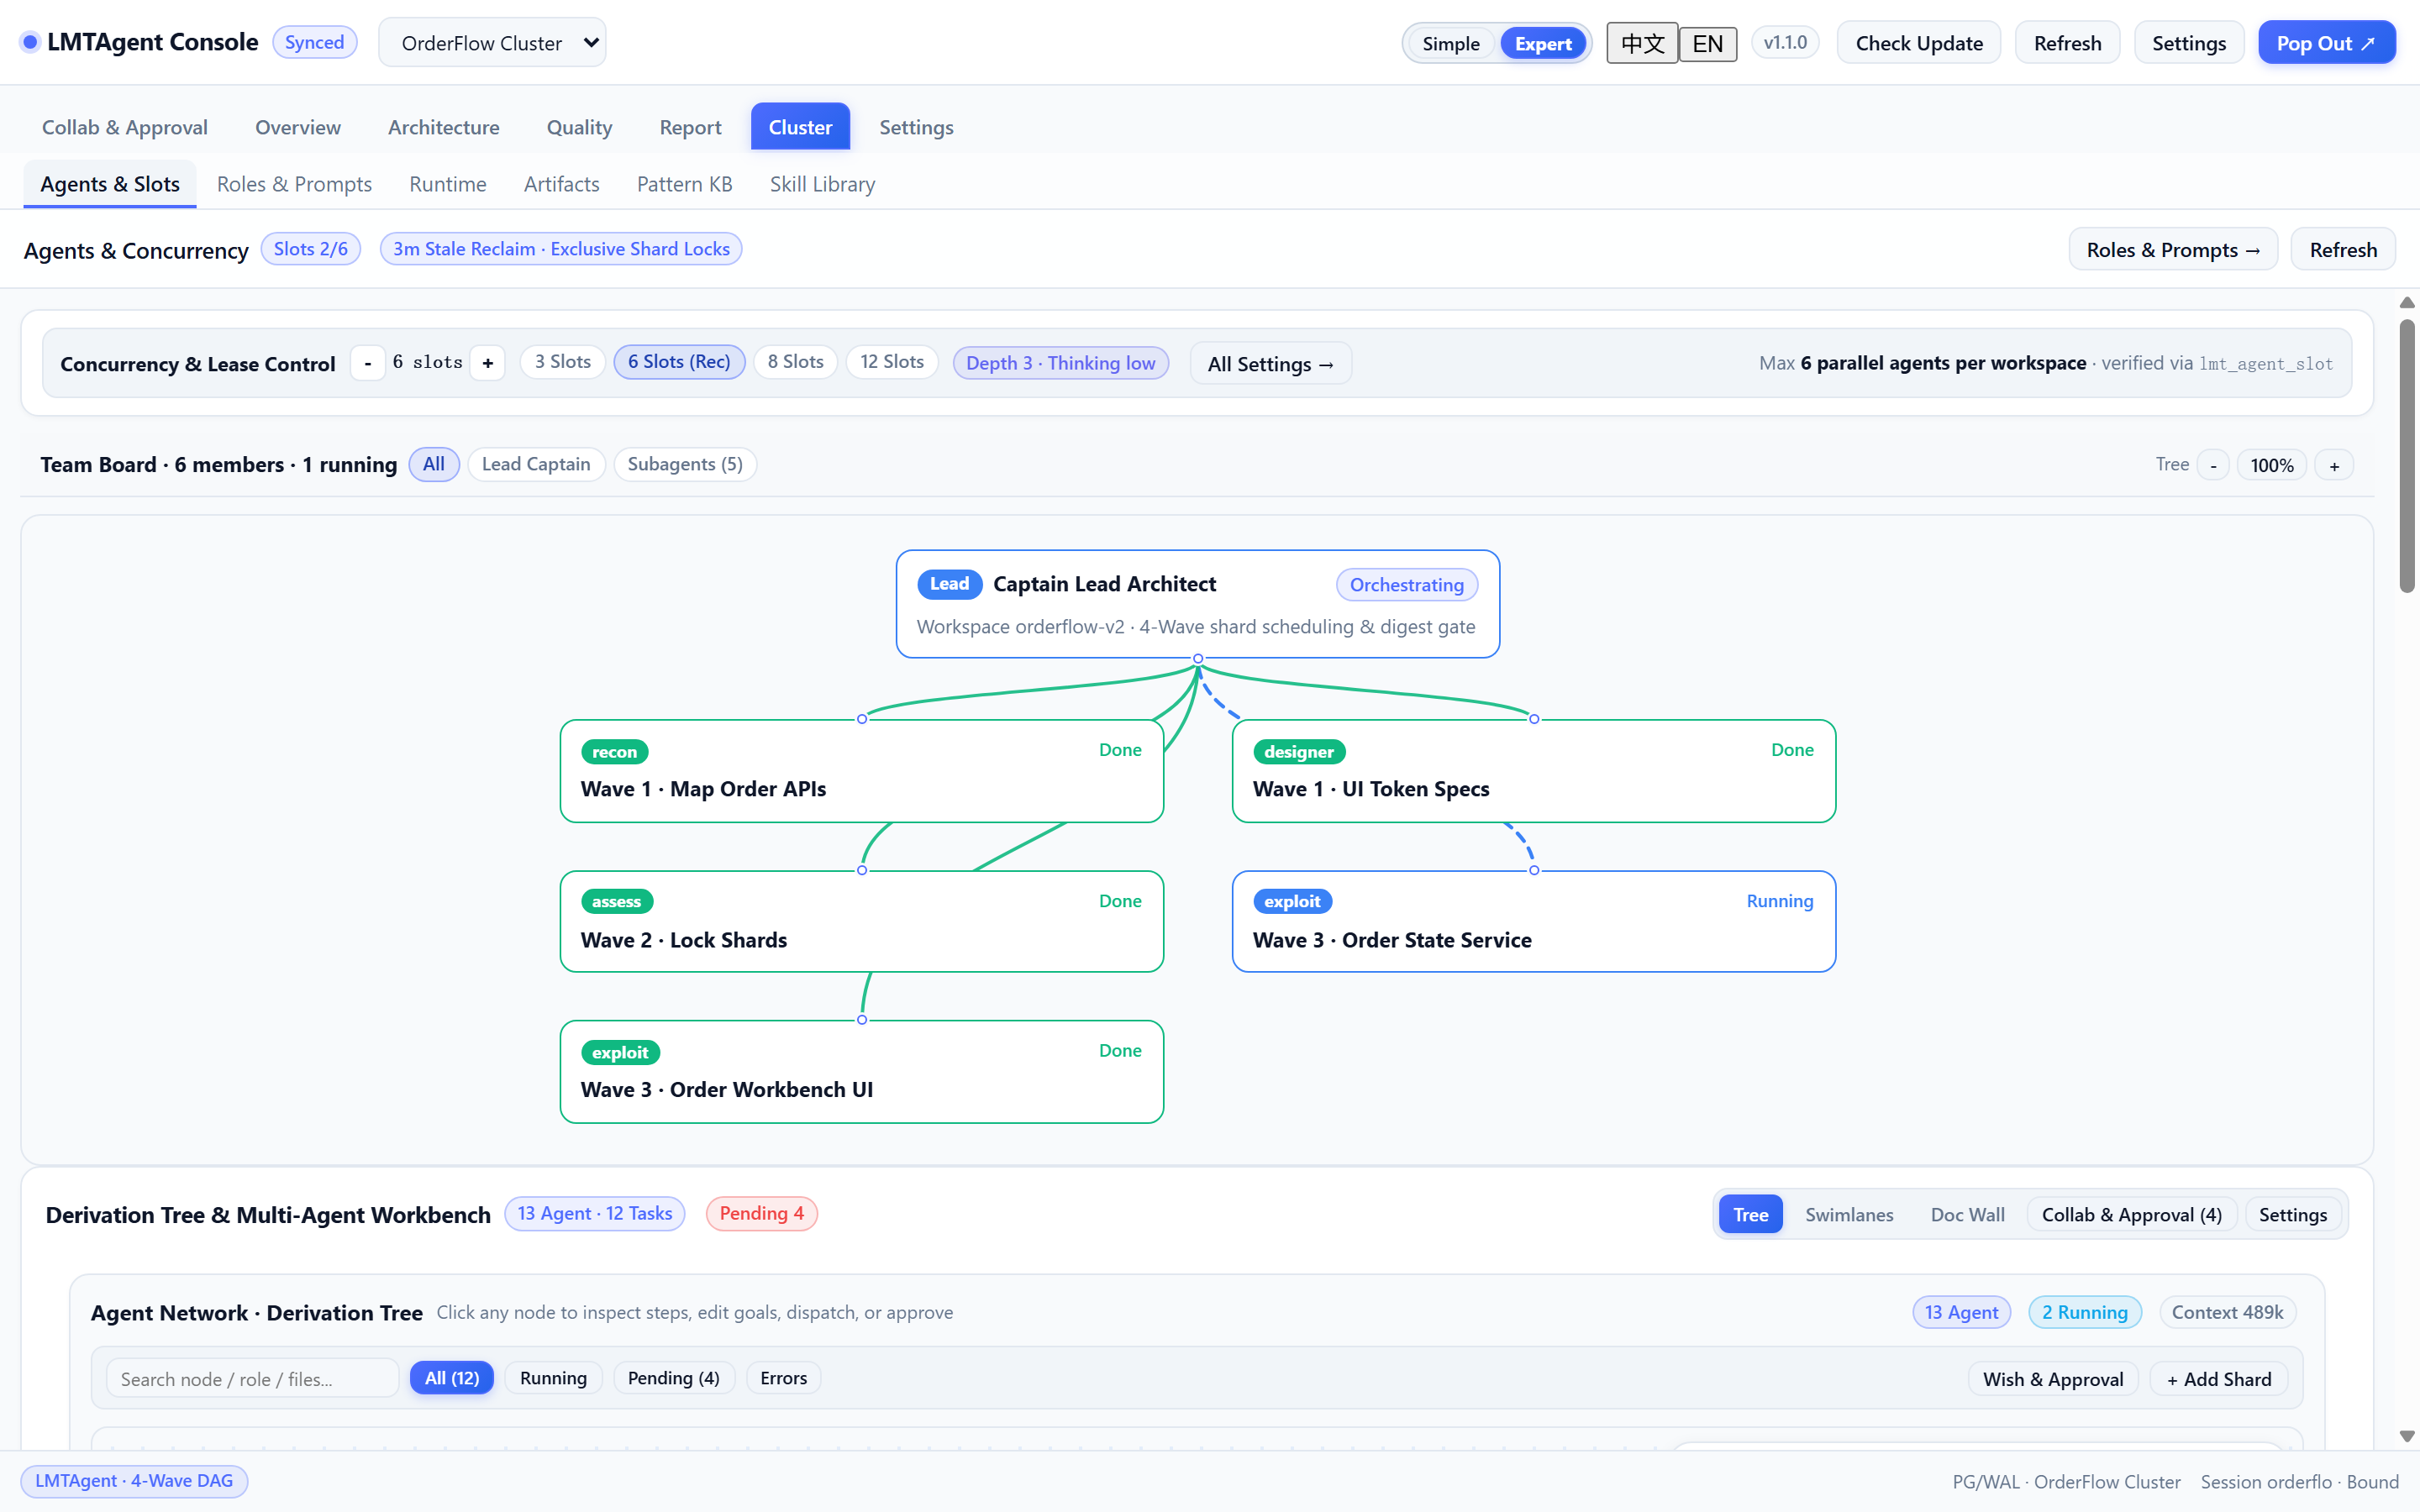 LMTAgent Console Synced OrderFlow Cluster Simple Expert 中文 EN v1.1.0 Check Update Refresh Settings Pop Out ↗
Collab & Approval Overview Architecture Quality Report Cluster Settings
Agents & Slots Roles & Prompts Runtime Artifacts Pattern KB Skill Library
Agents & Concurrency Slots 2/6 3m Stale Reclaim · Exclusive Shard Locks Roles & Prompts → Refresh
Concurrency & Lease Control - 6 slots + 3 Slots 6 Slots (Rec) 8 Slots 12 Slots Depth 3 · Thinking low All Settings → Max 6 parallel agents per workspace · verified via lmt_agent_slot
Team Board · 6 members · 1 running All Lead Captain Subagents (5) Tree - 100% +
Lead Captain Lead Architect Orchestrating
Workspace orderflow-v2 · 4-Wave shard scheduling & digest gate
recon Done
Wave 1 · Map Order APIs
designer Done
Wave 1 · UI Token Specs
assess Done
Wave 2 · Lock Shards
exploit Running
Wave 3 · Order State Service
exploit Done
Wave 3 · Order Workbench UI
Derivation Tree & Multi-Agent Workbench 13 Agent · 12 Tasks Pending 4 Tree Swimlanes Doc Wall Collab & Approval (4) Settings
Agent Network · Derivation Tree Click any node to inspect steps, edit goals, dispatch, or approve 13 Agent 2 Running Context 489k
Search node / role / files... All (12) Running Pending (4) Errors Wish & Approval + Add Shard
LMTAgent · 4-Wave DAG PG/WAL · OrderFlow Cluster Session orderflo · Bound